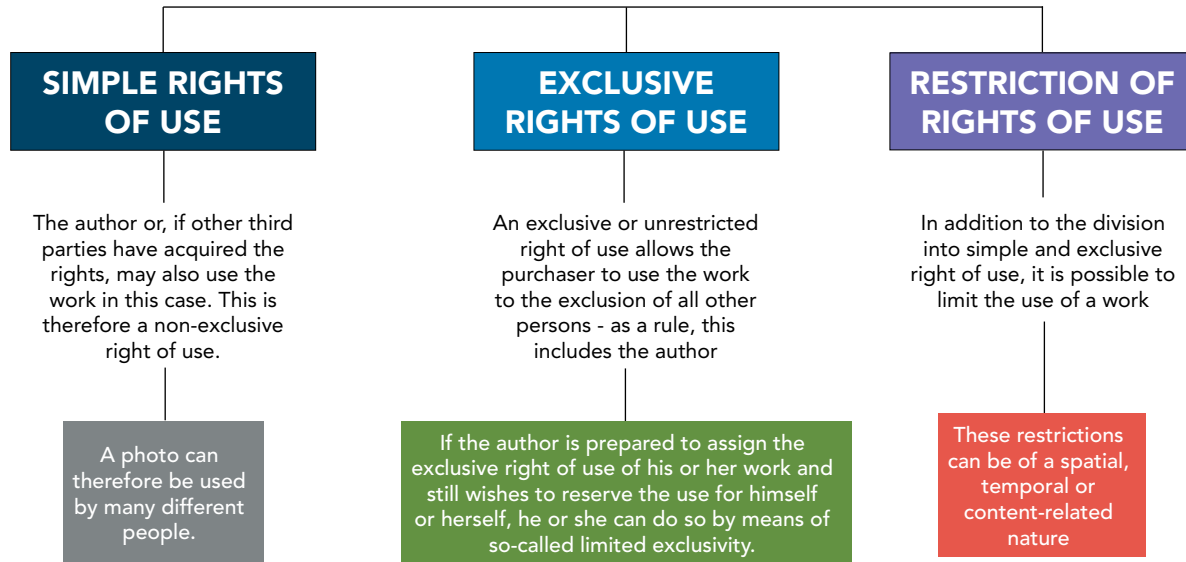 SIMPLE RIGHTS
OF USE
The author or, if other third
parties have acquired the
rights, may also use the
work in this case. This is
therefore a non-exclusive
right of use.
A photo can
therefore be used
by many different
people.
EXCLUSIVE
RIGHTS OF USE
An exclusive or unrestricted
right of use allows the
purchaser to use the work
to the exclusion of all other
persons - as a rule, this
includes the author
If the author is prepared to assign the
exclusive right of use of his or her work and
still wishes to reserve the use for himself
or herself, he or she can do so by means of
so-called limited exclusivity.
RESTRICTION OF
RIGHTS OF USE
In addition to the division
into simple and exclusive
right of use, it is possible to
limit the use of a work
These restrictions
can be of a spatial,
temporal or
content-related
nature